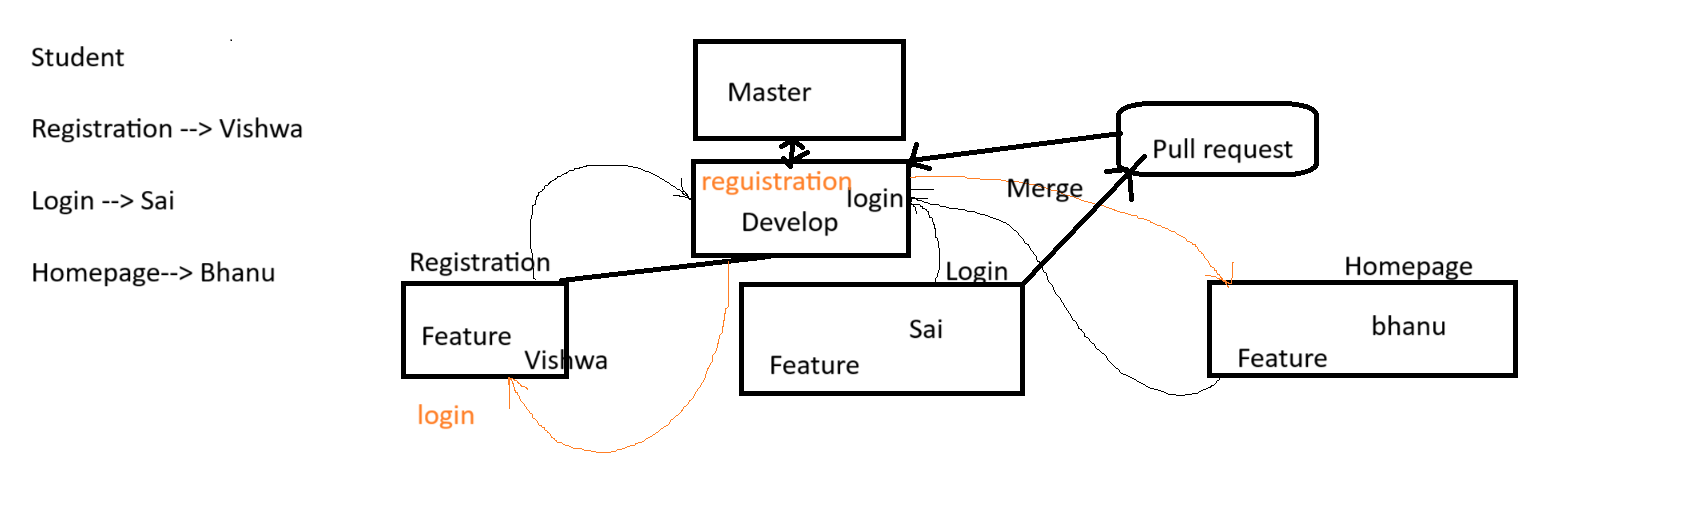 Student
Registration --> Vishwa
Login --> Sai
Homepage--> Bhanu
Master
Pull request
reguistration
login
Develop
Merge
Registration
Feature
Vishwa
login
Login
Sai
Feature
Homepage
bhanu
Feature